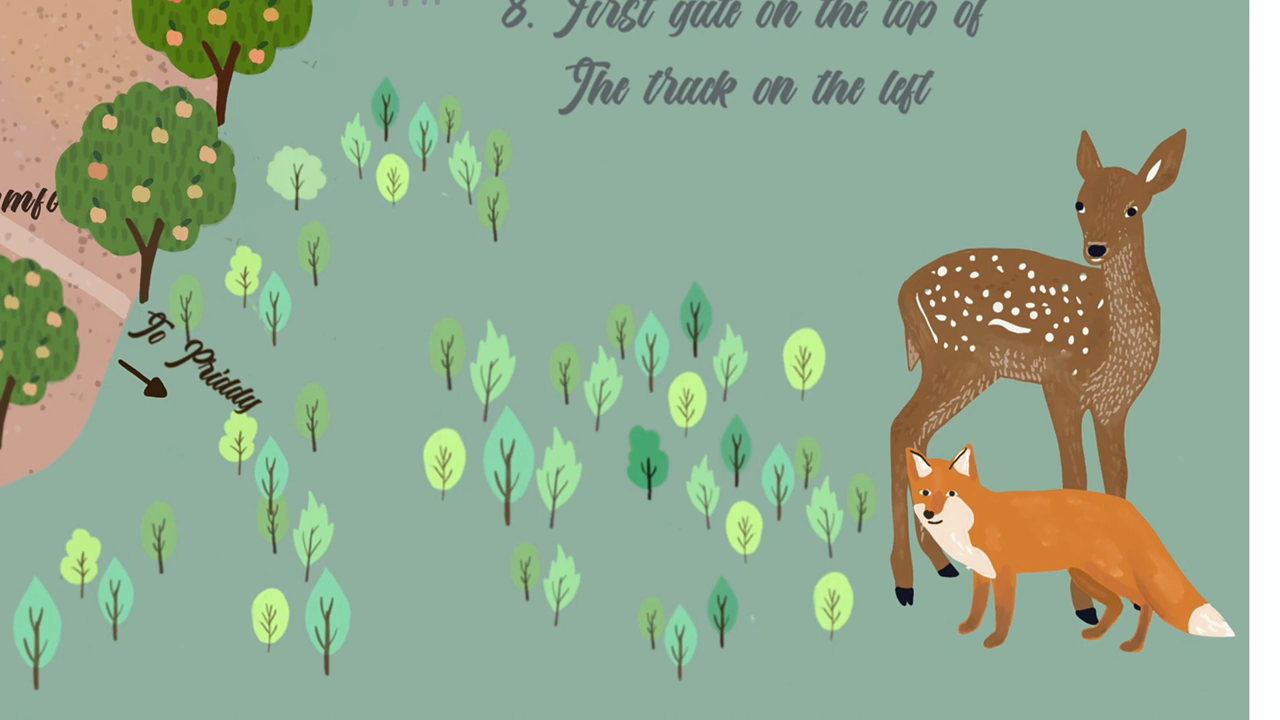 8. First gate on the top of
The track on the left
To Priddy